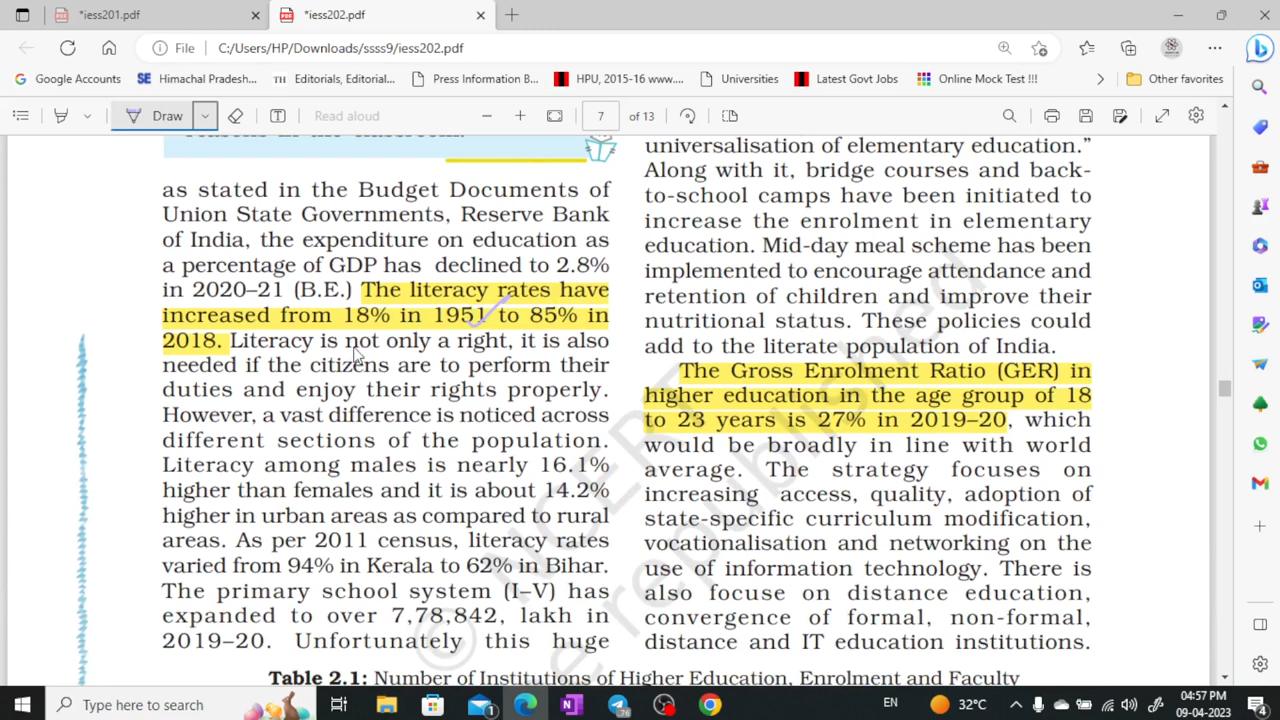 *iess201.pdf
*iess202.pdf
File C:/Users/HP/Downloads/ssss9/iess202.pdf
Google Accounts
SE Himachal Pradesh...
TH Editorials, Editorial...
Press Information B...
HPU, 2015-16 www....
Universities
Latest Govt Jobs
Online Mock Test !!!
Other favorites
Draw
Read aloud
7 of 13
as stated in the Budget Documents of
Union State Governments, Reserve Bank
of India, the expenditure on education as
a percentage of GDP has declined to 2.8%
in 2020–21 (B.E.) The literacy rates have
increased from 18% in 1951 to 85% in
2018. Literacy is not only a right, it is also
needed if the citizens are to perform their
duties and enjoy their rights properly.
However, a vast difference is noticed across
different sections of the population.
Literacy among males is nearly 16.1%
higher than females and it is about 14.2%
higher in urban areas as compared to rural
areas. As per 2011 census, literacy rates
varied from 94% in Kerala to 62% in Bihar.
The primary school system (I–V) has
expanded to over 7,78,842, lakh in
2019–20. Unfortunately this huge
universalisation of elementary education.”
Along with it, bridge courses and back-
to-school camps have been initiated to
increase the enrolment in elementary
education. Mid-day meal scheme has been
implemented to encourage attendance and
retention of children and improve their
nutritional status. These policies could
add to the literate population of India.
The Gross Enrolment Ratio (GER) in
higher education in the age group of 18
to 23 years is 27% in 2019–20, which
would be broadly in line with world
average. The strategy focuses on
increasing access, quality, adoption of
state-specific curriculum modification,
vocationalisation and networking on the
use of information technology. There is
also focus on distance education,
convergence of formal, non-formal,
distance and IT education institutions.
© NCERT
e republished
Table 2.1: Number of Institutions of Higher Education, Enrolment and Faculty
Type here to search
1
76
32°C
EN
04:57 PM
09-04-2023
4